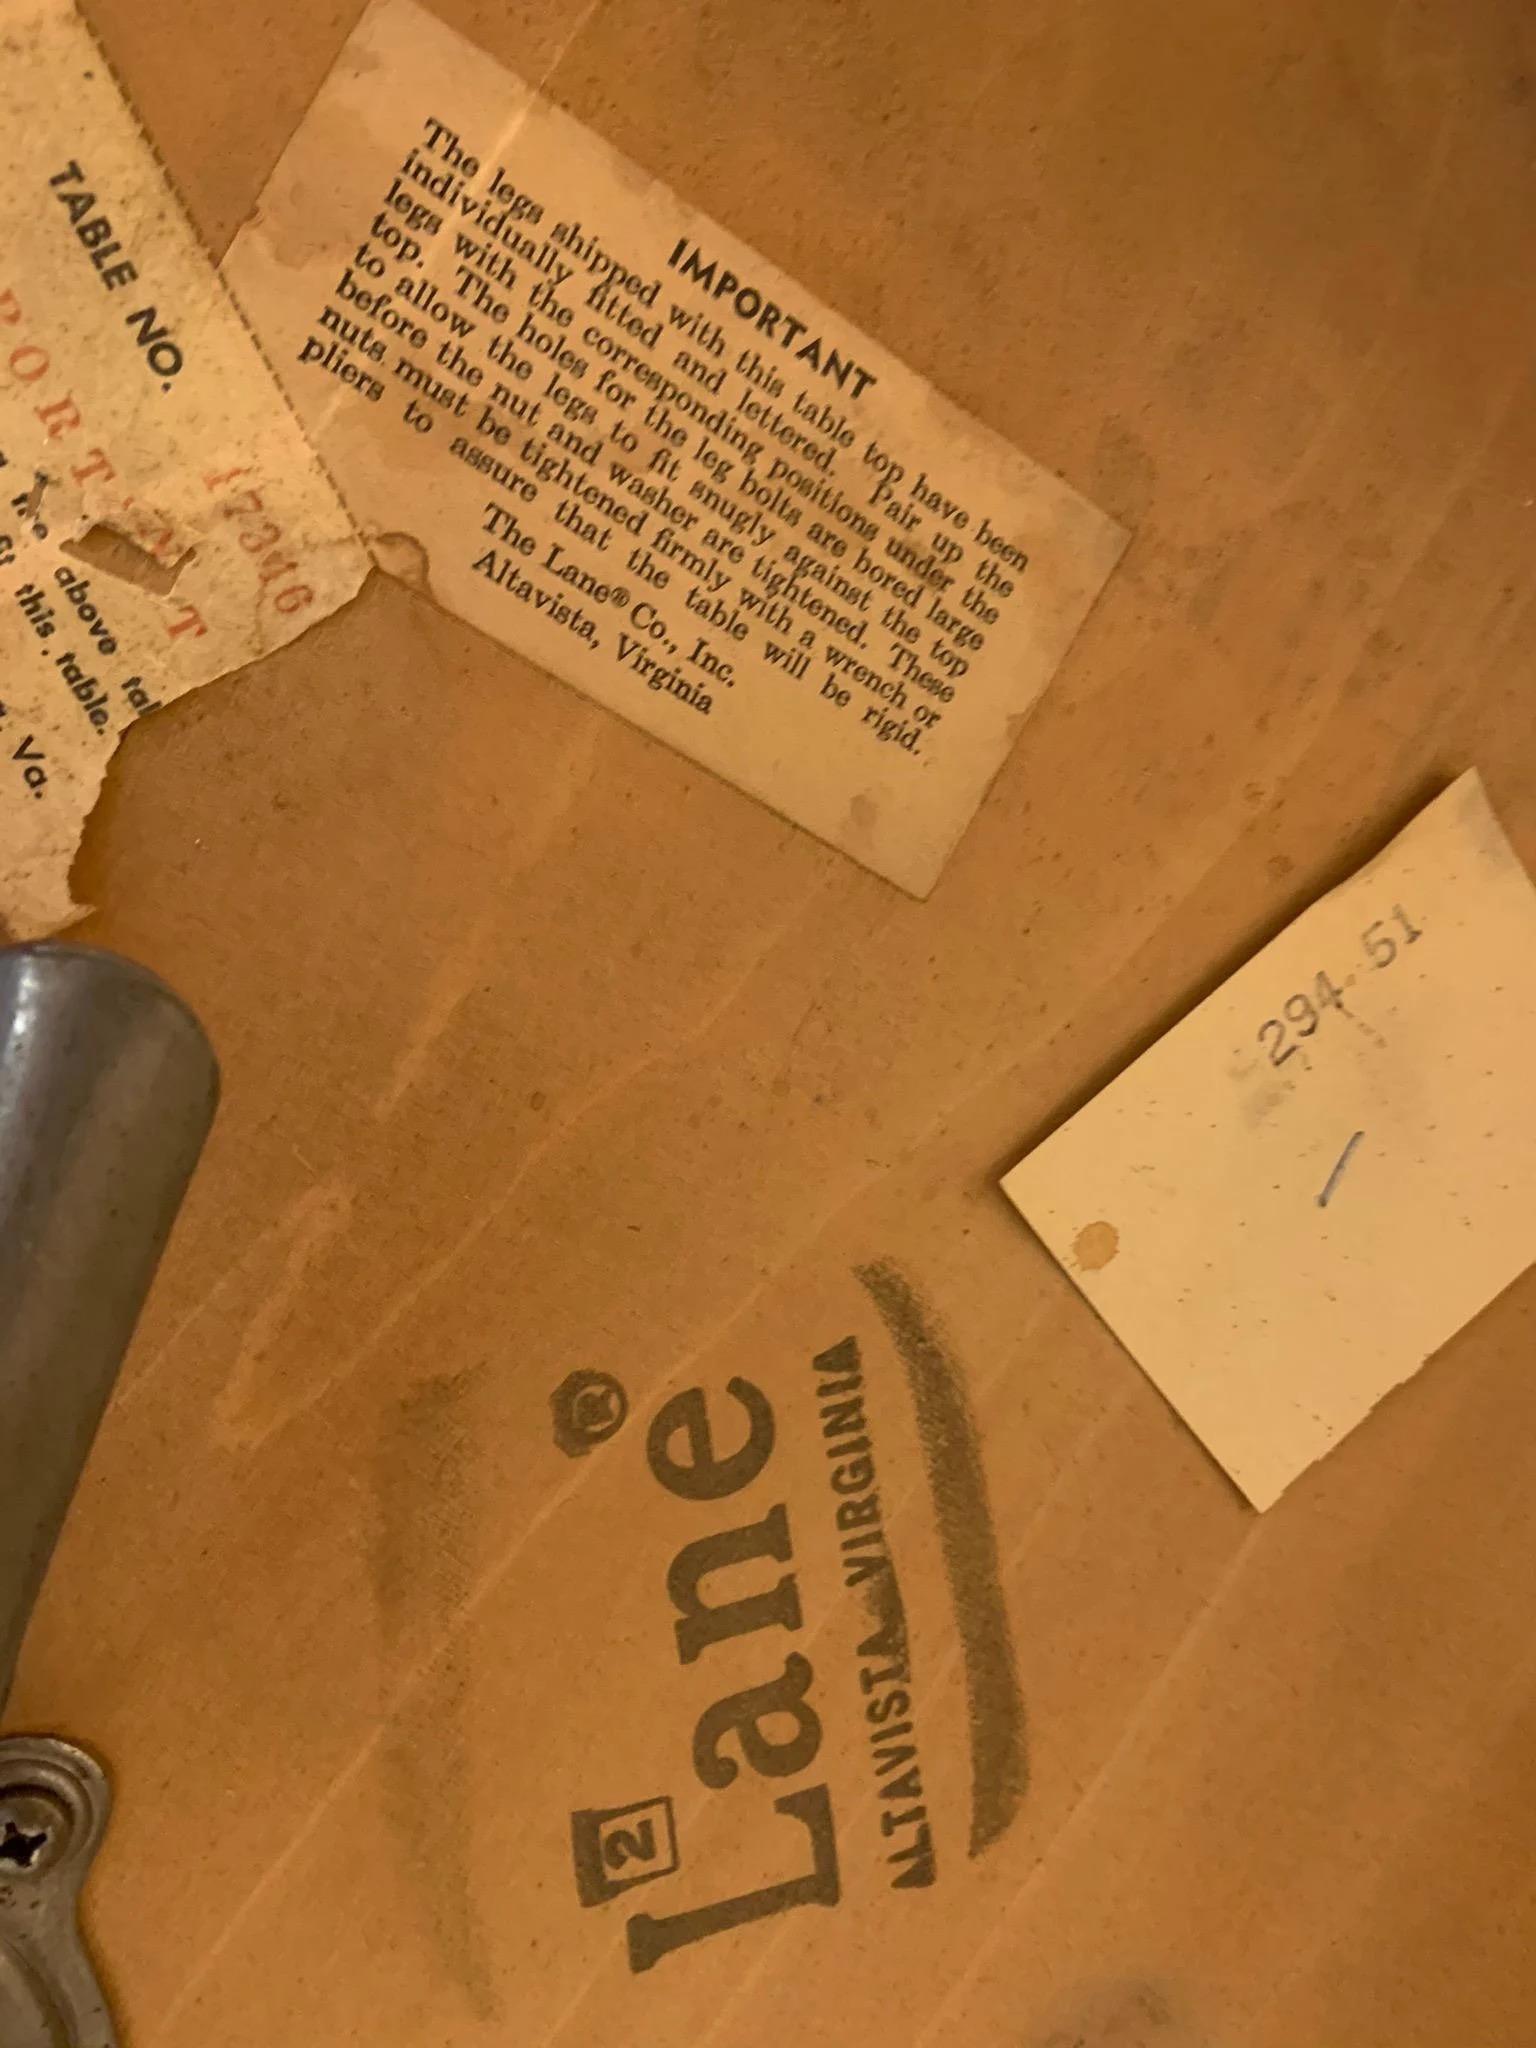 TABLE NO.
17346
PORTANT
the above
fit this table.
Va.
IMPORTANT
The legs shipped with this table top have been
individually fitted and lettered. Pair up the
legs with the corresponding positions under the
top. The holes for the leg bolts are bored large
to allow the legs to fit snugly against the top
before the nut and washer are tightened. These
nuts must be tightened firmly with a wrench or
pliers to assure that the table will be rigid.
The Lane® Co., Inc.
Altavista, Virginia
294 51
2
Lane®
ALTAVISTA VIRGINIA